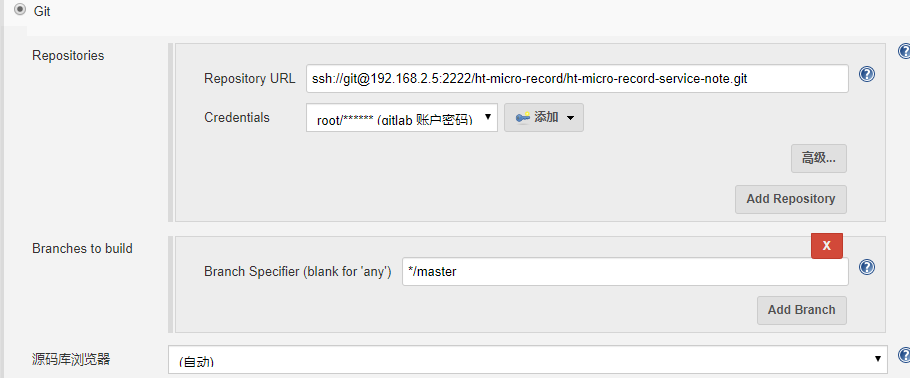 Git
Repositories
Repository URL
ssh://git@192.168.2.5:2222/ht-micro-record/ht-micro-record-service-note.git
Credentials
root/****** (gitlab 账户密码)
添加
高级...
Add Repository
Branches to build
X
Branch Specifier (blank for 'any')
*/master
Add Branch
源码库浏览器
(自动)